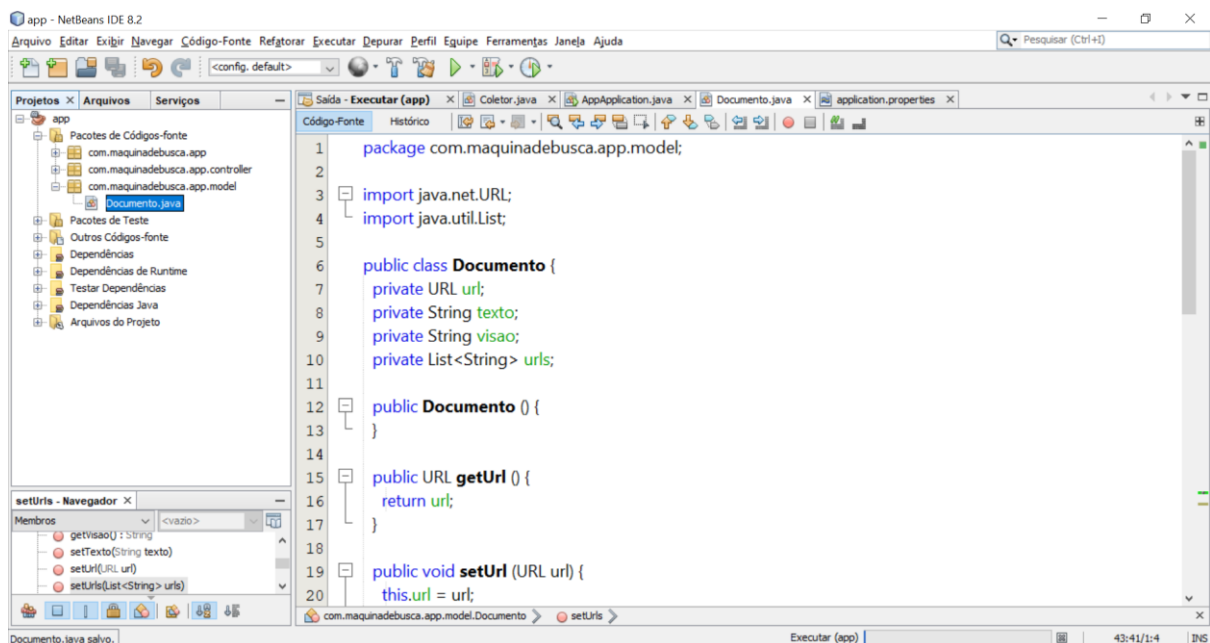 app - NetBeans IDE 8.2
Arquivo Editar Exibir Navegar Código-Fonte Refatorar Executar Depurar Perfil Equipe Ferramentas Janela Ajuda
Pesquisar (Ctrl+I)
<config. default>
Projetos Arquivos Serviços
Saída - Executar (app) Coletor.java AppApplication.java Documento.java application.properties
Código-Fonte Histórico
app
Pacotes de Códigos-fonte
com.maquinadebusca.app
com.maquinadebusca.app.controller
com.maquinadebusca.app.model
Documento.java
Pacotes de Teste
Outros Códigos-fonte
Dependências
Dependências de Runtime
Testar Dependências
Dependências Java
Arquivos do Projeto
1 package com.maquinadebusca.app.model;
2
3 import java.net.URL;
4 import java.util.List;
5
6 public class Documento {
7 private URL url;
8 private String texto;
9 private String visao;
10 private List<String> urls;
11
12 public Documento () {
13 }
14
15 public URL getUrl () {
16 return url;
17 }
18
19 public void setUrl (URL url) {
20 this.url = url;
setUrls - Navegador
Membros <vazio>
getVisao() : String
setTexto(String texto)
setUrl(URL url)
setUrls(List<String> urls)
com.maquinadebusca.app.model.Documento setUrls
Documento.java salvo.
Executar (app)
43:41/1:4 INS